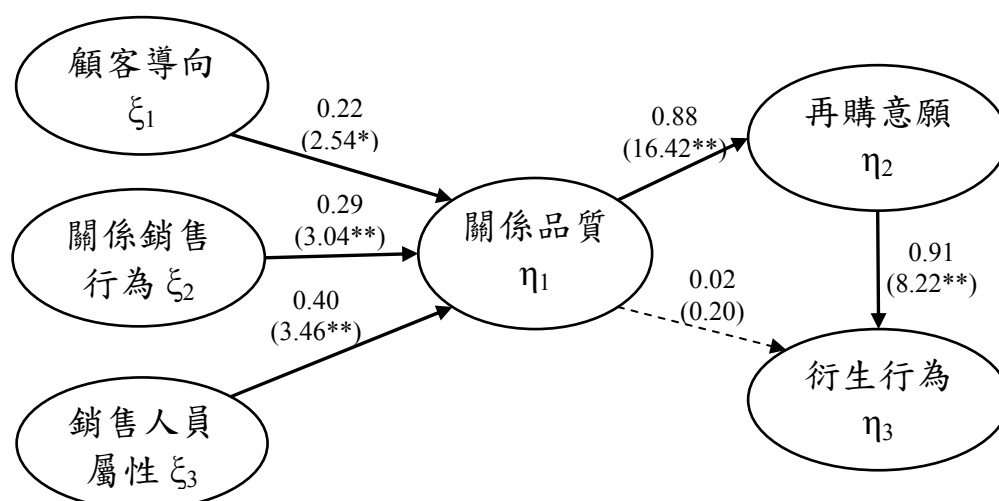 顧客導向
ξ1
0.22
(2.54*)
0.88
(16.42**)
再購意願
η2
關係銷售
行為 ξ2
0.29
(3.04**)
關係品質
η1
0.91
(8.22**)
0.40
(3.46**)
0.02
(0.20)
銷售人員
屬性 ξ3
衍生行為
η3